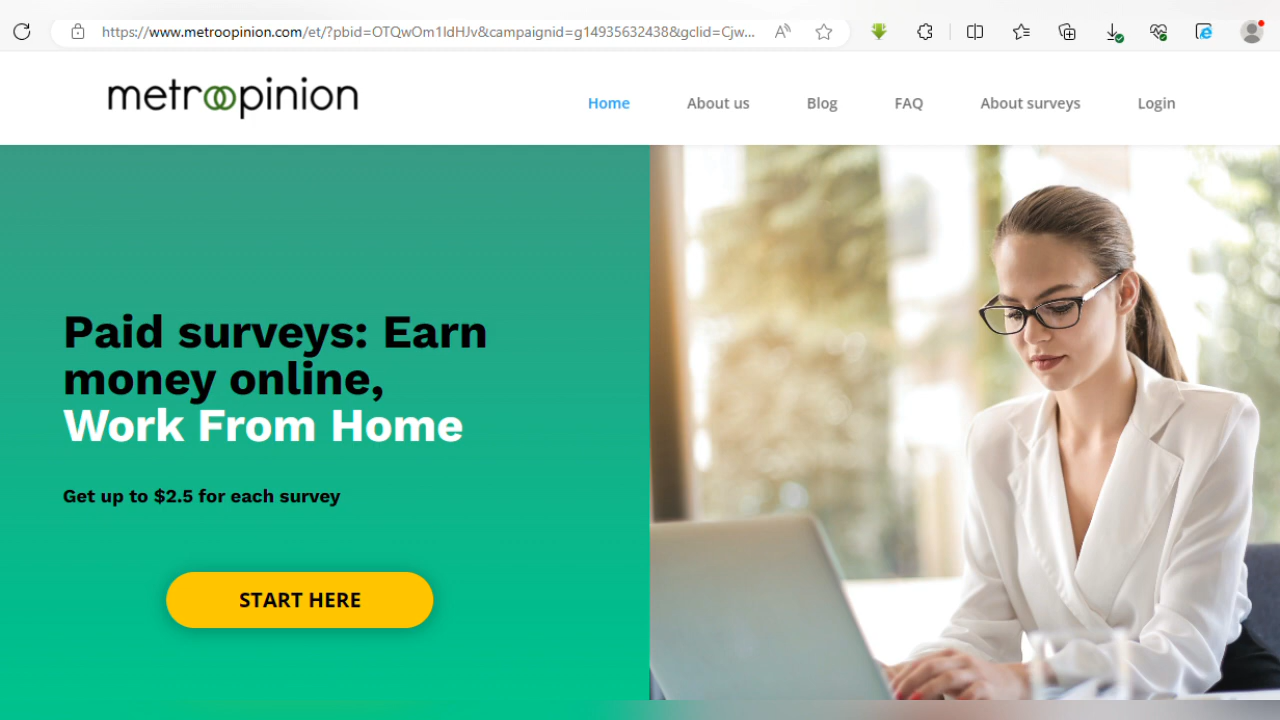 https://www.metroopinion.com/et/?pbid=OTQwOm1ldHJv&campaignid=g14935632438&gclid=Cjw...
metroopinion
Home About us Blog FAQ About surveys Login
Paid surveys: Earn
money online,
Work From Home
Get up to $2.5 for each survey
START HERE